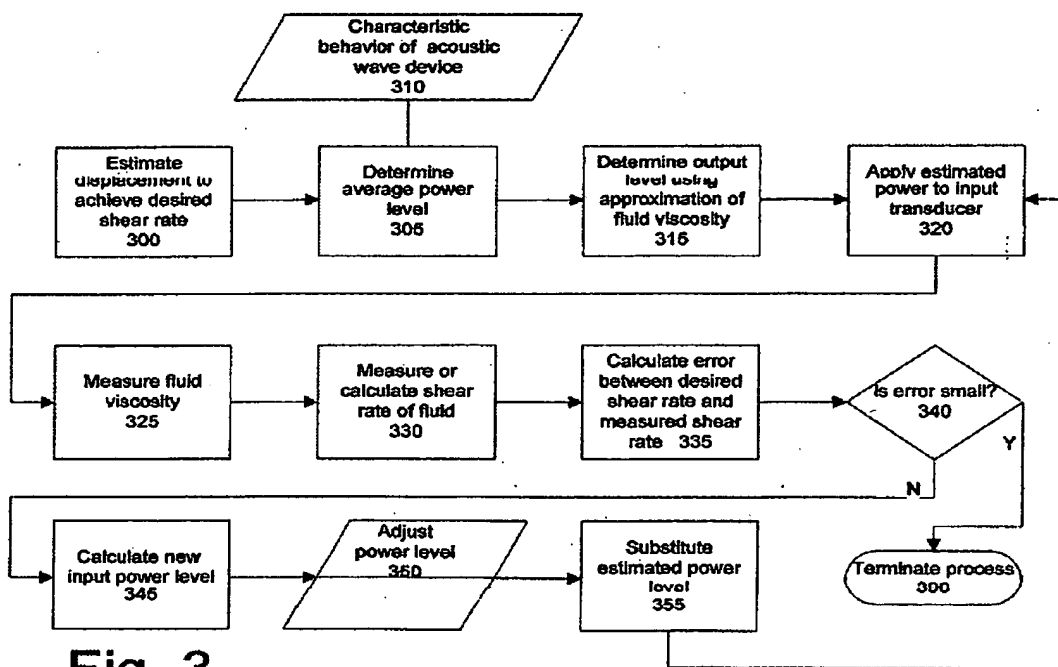 Characteristic
behavior of acoustic
wave device
310
Estimate
displacement to
achieve desired
shear rate
300
Determine
average power
level
305
Determine output
level using
approximation of
fluid viscosity
315
Apply estimated
power to input
transducer
320
Measure fluid
viscosity
325
Measure or
calculate shear
rate of fluid
330
Calculate error
between desired
shear rate and
measured shear
rate 335
Is error small?
340
Y
N
Calculate new
input power level
345
Adjust
power level
350
Substitute
estimated power
level
355
Terminate process
390
Fig. 3